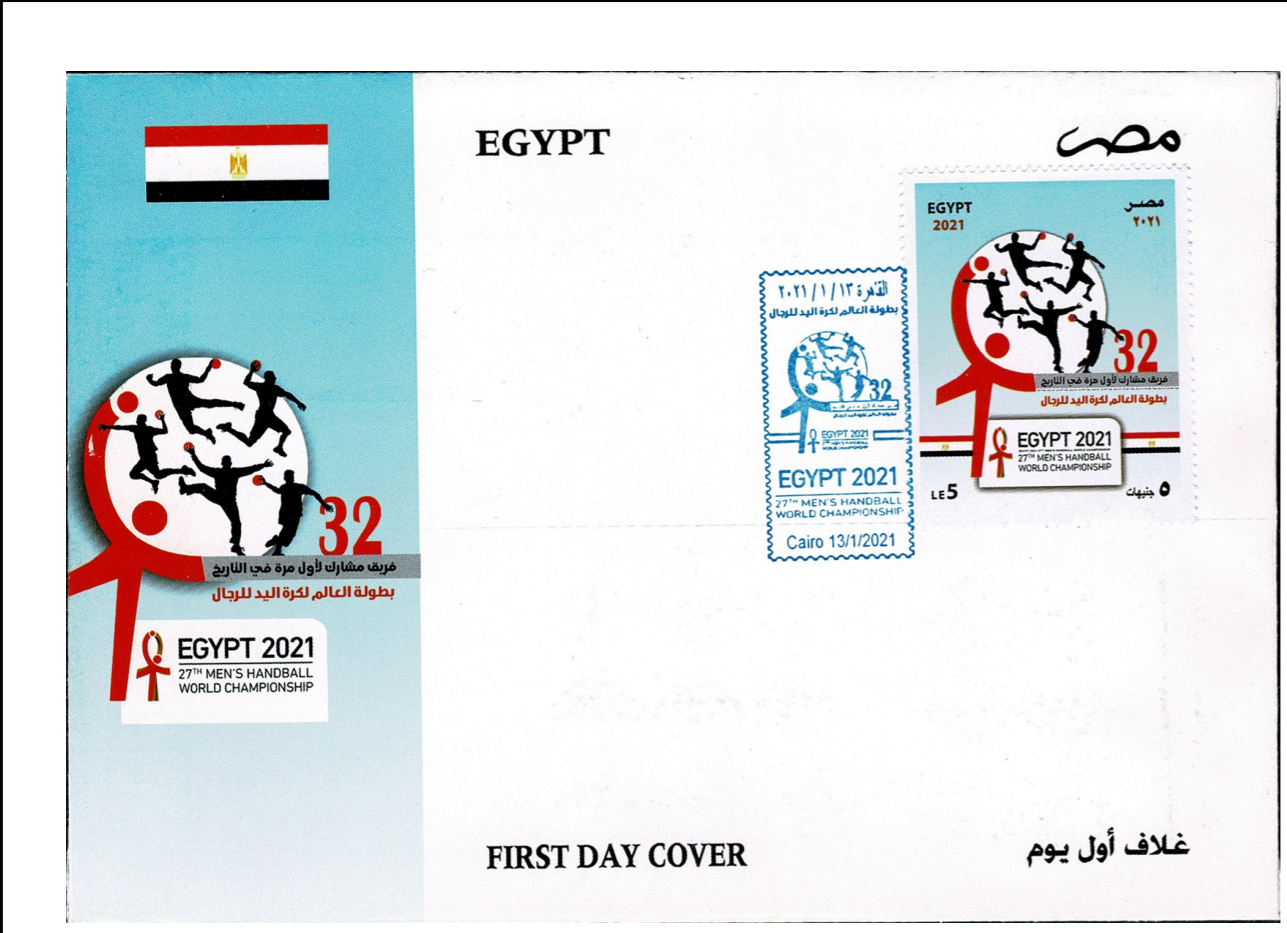 EGYPT
مصر
EGYPT
2021
مصر
٢٠٢١
32
فريق مشارك لأول مرة في التاريخ
بطولة العالم لكرة اليد للرجال
EGYPT 2021
27TH MEN'S HANDBALL
WORLD CHAMPIONSHIP
LE5
٥ جنيهات
القاهرة ٢٠٢١/١/١٣
بطولة العالم لكرة اليد للرجال
32
EGYPT 2021
EGYPT 2021
27TH MEN'S HANDBALL
WORLD CHAMPIONSHIP
Cairo 13/1/2021
32
فريق مشارك لأول مرة في التاريخ
بطولة العالم لكرة اليد للرجال
EGYPT 2021
27TH MEN'S HANDBALL
WORLD CHAMPIONSHIP
FIRST DAY COVER
غلاف أول يوم